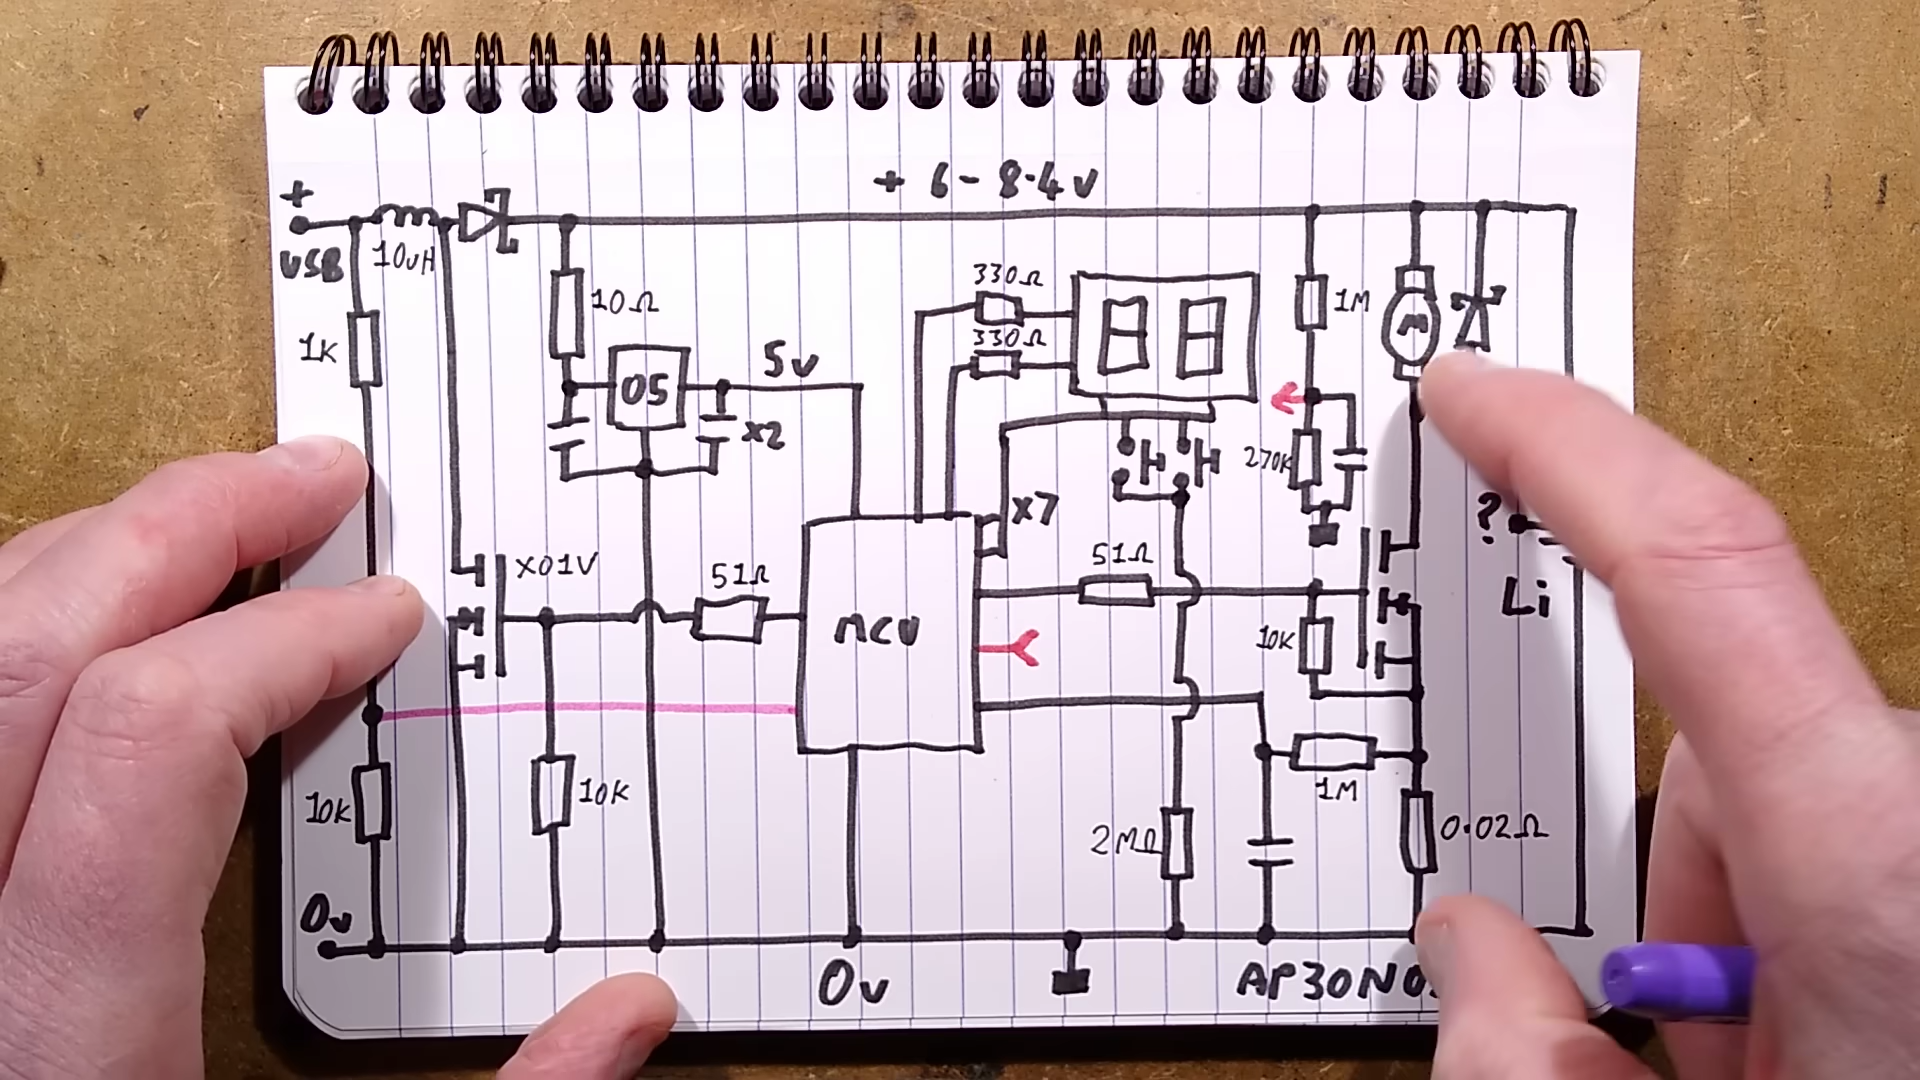 + 6-8.4V
+
USB
10uH
10Ω
1K
05
5v
x2
330Ω
330Ω
88
1M
M
270K
x7
?
Li
X01V
51Ω
MCU
51Ω
10K
10K
10K
1M
2MΩ
0.02Ω
0v
0v
AP30N0